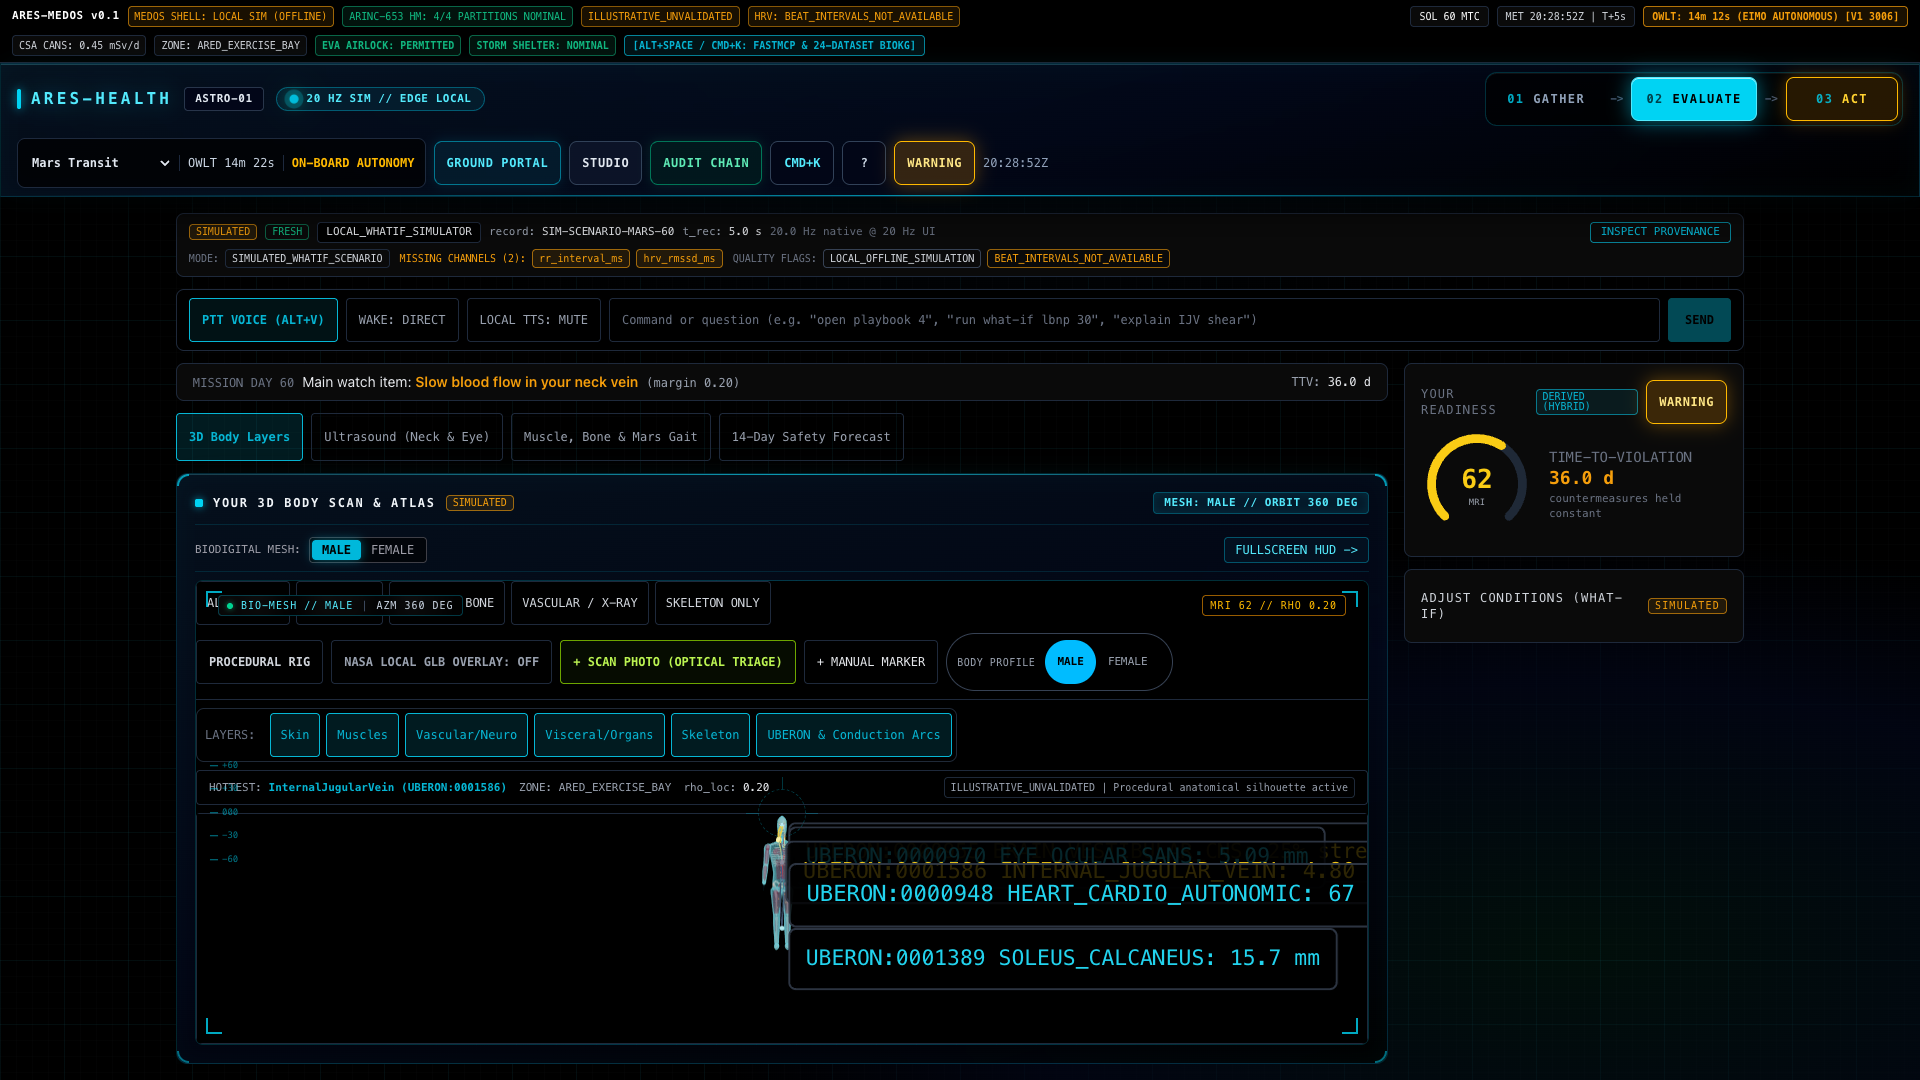 ARES-MEDOS v0.1 MEDOS SHELL: LOCAL SIM (OFFLINE) ARINC-653 HM: 4/4 PARTITIONS NOMINAL ILLUSTRATIVE_UNVALIDATED HRV: BEAT_INTERVALS_NOT_AVAILABLE SOL 60 MTC MET 20:28:52Z | T+5s OWLT: 14m 12s (EIMO AUTONOMOUS) [V1 3006]
CSA CANS: 0.45 mSv/d ZONE: ARED_EXERCISE_BAY EVA AIRLOCK: PERMITTED STORM SHELTER: NOMINAL [ALT+SPACE / CMD+K: FASTMCP & 24-DATASET BIOKG]
ARES-HEALTH ASTRO-01 20 HZ SIM // EDGE LOCAL 01 GATHER -> 02 EVALUATE -> 03 ACT
Mars Transit OWLT 14m 22s ON-BOARD AUTONOMY GROUND PORTAL STUDIO AUDIT CHAIN CMD+K ? WARNING 20:28:52Z
SIMULATED FRESH LOCAL_WHATIF_SIMULATOR record: SIM-SCENARIO-MARS-60 t_rec: 5.0 s 20.0 Hz native @ 20 Hz UI INSPECT PROVENANCE
MODE: SIMULATED_WHATIF_SCENARIO MISSING CHANNELS (2): rr_interval_ms hrv_rmssd_ms QUALITY FLAGS: LOCAL_OFFLINE_SIMULATION BEAT_INTERVALS_NOT_AVAILABLE
PTT VOICE (ALT+V) WAKE: DIRECT LOCAL TTS: MUTE Command or question (e.g. "open playbook 4", "run what-if lbnp 30", "explain IJV shear") SEND
MISSION DAY 60 Main watch item: Slow blood flow in your neck vein (margin 0.20) TTV: 36.0 d
3D Body Layers Ultrasound (Neck & Eye) Muscle, Bone & Mars Gait 14-Day Safety Forecast
YOUR 3D BODY SCAN & ATLAS SIMULATED MESH: MALE // ORBIT 360 DEG
BIODIGITAL MESH: MALE FEMALE FULLSCREEN HUD ->
BIO-MESH // MALE | AZM 360 DEG BONE VASCULAR / X-RAY SKELETON ONLY MRI 62 // RHO 0.20
PROCEDURAL RIG NASA LOCAL GLB OVERLAY: OFF + SCAN PHOTO (OPTICAL TRIAGE) + MANUAL MARKER BODY PROFILE MALE FEMALE
LAYERS: Skin Muscles Vascular/Neuro Visceral/Organs Skeleton UBERON & Conduction Arcs
+60
HOTTEST: InternalJugularVein (UBERON:0001586) ZONE: ARED_EXERCISE_BAY rho_loc: 0.20 ILLUSTRATIVE_UNVALIDATED | Procedural anatomical silhouette active
000
-30
-60
UBERON:0000970 EYE_OCULAR_SANS: 5.09 mm
UBERON:0001586 INTERNAL_JUGULAR_VEIN: 4.80
UBERON:0000948 HEART_CARDIO_AUTONOMIC: 67
UBERON:0001389 SOLEUS_CALCANEUS: 15.7 mm
YOUR READINESS
DERIVED (HYBRID)
WARNING
62
MRI
TIME-TO-VIOLATION
36.0 d
countermeasures held
constant
ADJUST CONDITIONS (WHAT-
IF)
SIMULATED